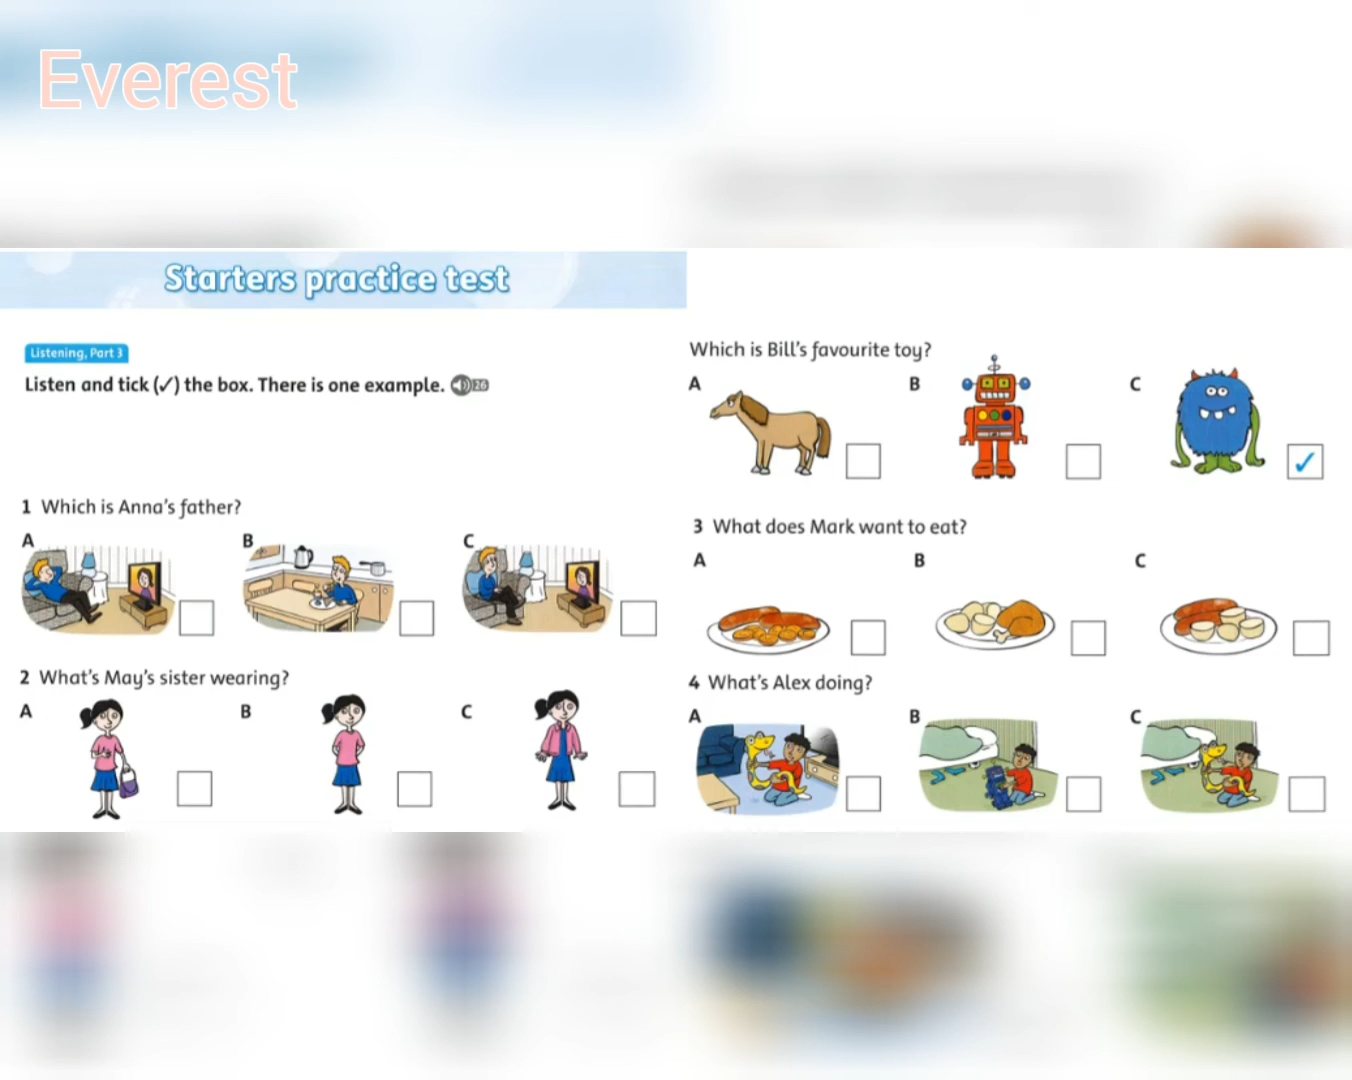 Everest
Starters practice test
Listening, Part 3
Listen and tick (✓) the box. There is one example. 26
1 Which is Anna's father?
A B C
2 What's May's sister wearing?
A B C
Which is Bill's favourite toy?
A B C
✓
3 What does Mark want to eat?
A B C
4 What's Alex doing?
A B C